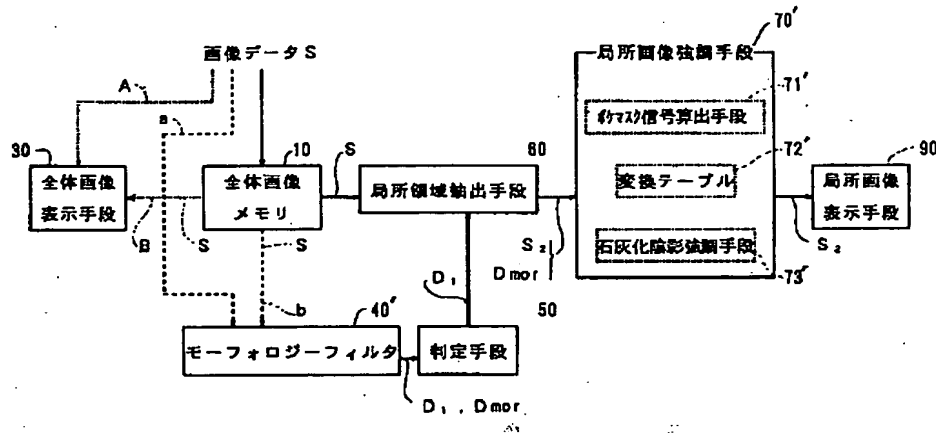 画像データS
70'
局所画像強調手段
71'
ボケマスク信号算出手段
72'
変換テーブル
石灰化陰影強調手段
73'
A
a
30
全体画像
表示手段
10
全体画像
メモリ
S
60
局所領域抽出手段
90
局所画像
表示手段
B
S
S
b
S₂
Dmor
S₂
D₁
50
40'
モーフォロジーフィルタ
判定手段
D₁, Dmor